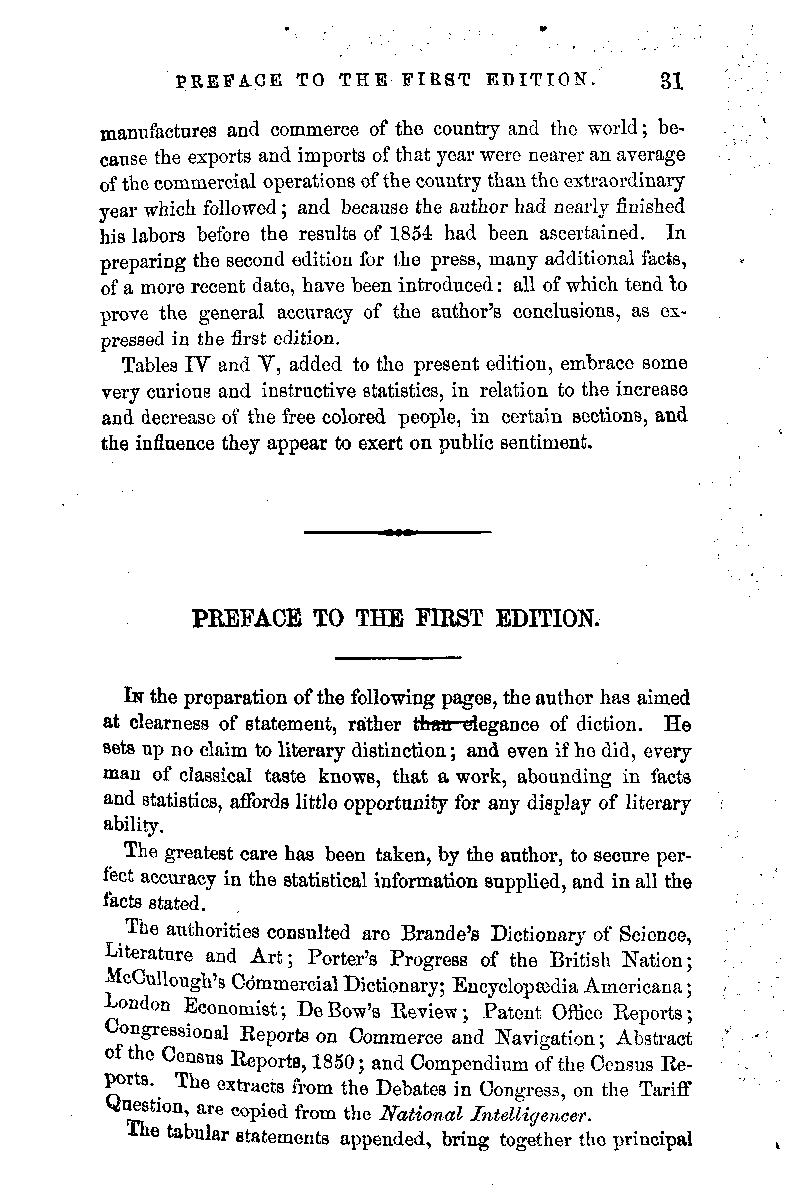 PREFACE TO THE FIRST EDITION. 31
manufactures and commerce of the country and the world; be-
cause the exports and imports of that year were nearer an average
of the commercial operations of the country than the extraordinary
year which followed; and because the author had nearly finished
his labors before the results of 1854 had been ascertained. In
preparing the second edition for the press, many additional facts,
of a more recent date, have been introduced: all of which tend to
prove the general accuracy of the author's conclusions, as ex-
pressed in the first edition.
Tables IV and V, added to the present edition, embrace some
very curious and instructive statistics, in relation to the increase
and decrease of the free colored people, in certain sections, and
the influence they appear to exert on public sentiment.
PREFACE TO THE FIRST EDITION.
In the preparation of the following pages, the author has aimed
at clearness of statement, rather than elegance of diction. He
sets up no claim to literary distinction; and even if he did, every
man of classical taste knows, that a work, abounding in facts
and statistics, affords little opportunity for any display of literary
ability.
The greatest care has been taken, by the author, to secure per-
fect accuracy in the statistical information supplied, and in all the
facts stated.
The authorities consulted are Brande's Dictionary of Science,
Literature and Art; Porter's Progress of the British Nation;
McCullough's Commercial Dictionary; Encyclopædia Americana;
London Economist; De Bow's Review; Patent Office Reports;
Congressional Reports on Commerce and Navigation; Abstract
of the Census Reports, 1850; and Compendium of the Census Re-
ports. The extracts from the Debates in Congress, on the Tariff
Question, are copied from the National Intelligencer.
The tabular statements appended, bring together the principal